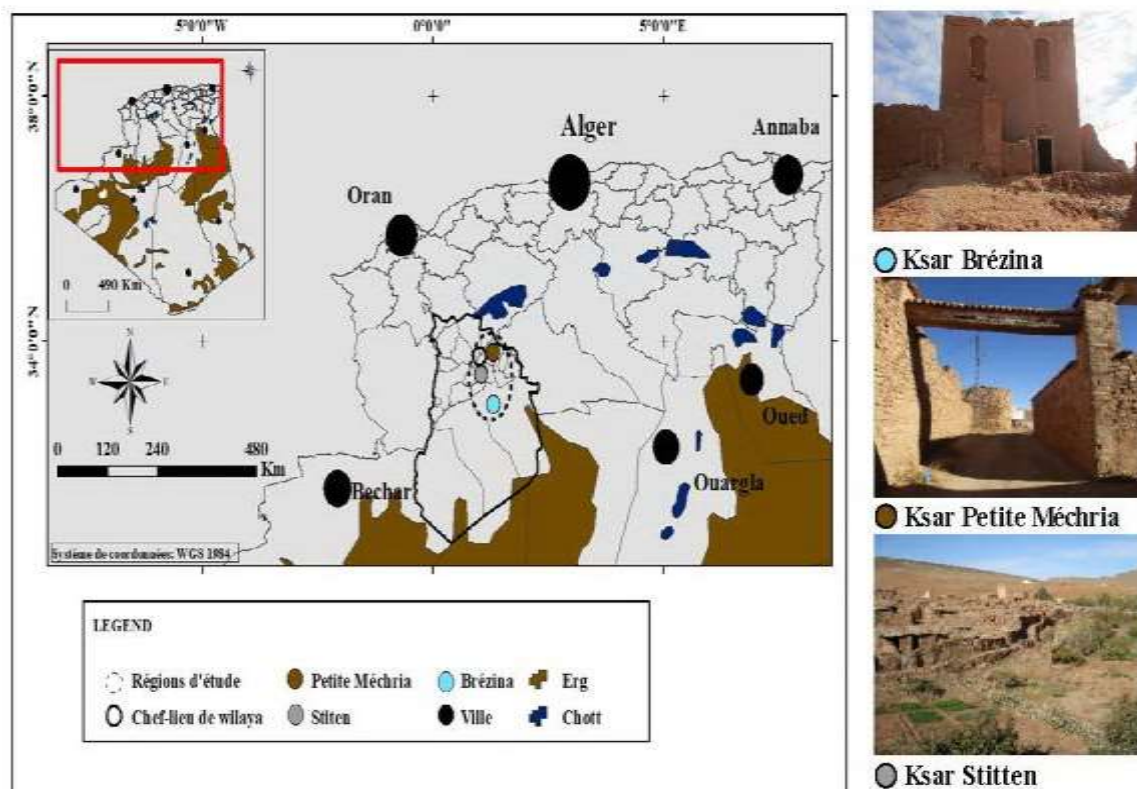 5°0'0"W
0°0'0"
5°0'0"E
38°0'0"N
34°0'0"N
0 490 Km
N
W E
S
0 120 240 480
Km
Alger
Annaba
Oran
Oued
Ouargla
Bechar
Système de coordonnées: WGS 1984
LEGEND
Régions d'étude
Petite Méchria
Brézina
Erg
Chef-lieu de wilaya
Stiten
Ville
Chott
Ksar Brézina
Ksar Petite Méchria
Ksar Stitten